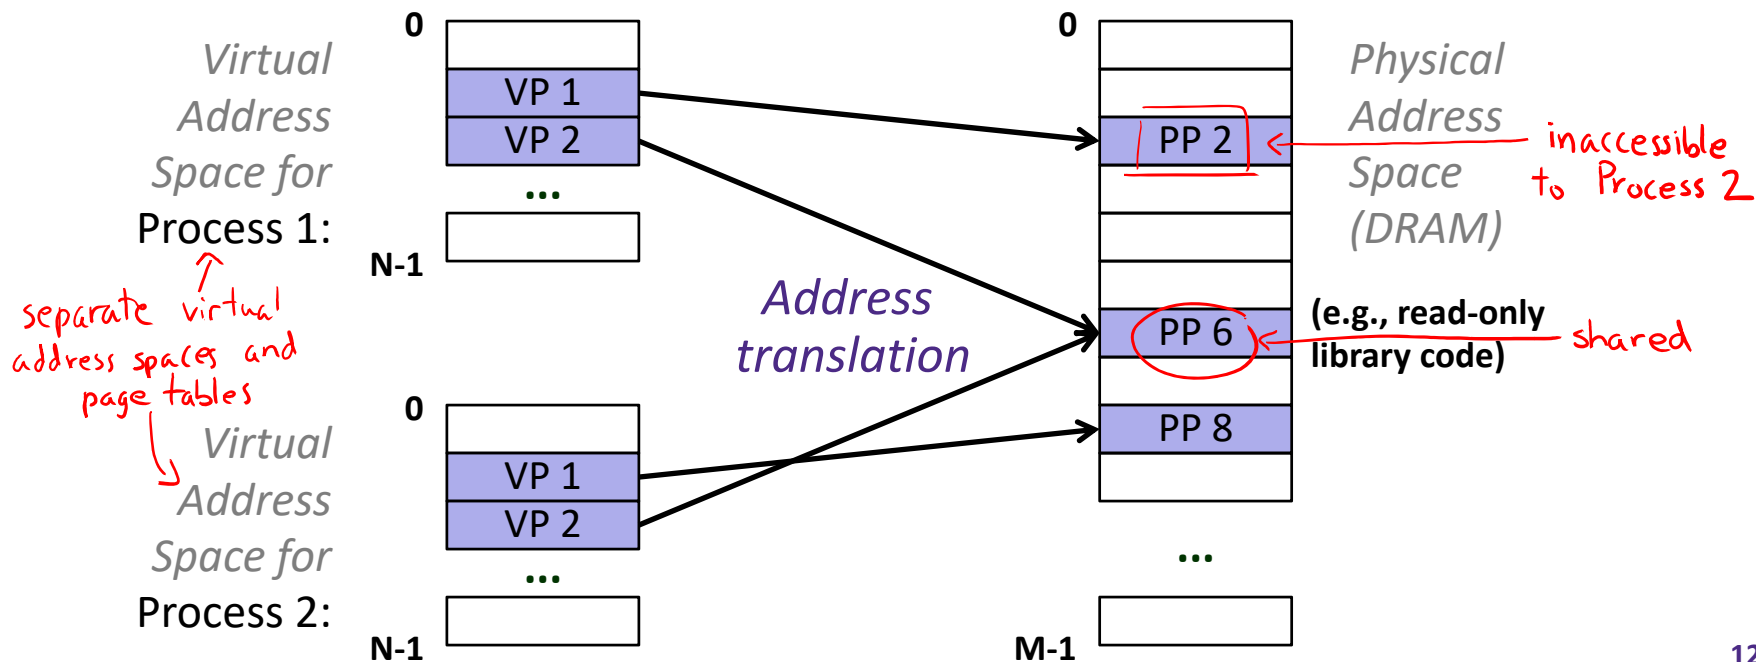 0
Virtual
Address
Space for
Process 1:
VP 1
VP 2
...
N-1
separate virtual
address spaces and
page tables
0
Virtual
Address
Space for
Process 2:
VP 1
VP 2
...
N-1
Address
translation
0
PP 2
PP 6
PP 8
...
M-1
Physical
Address
Space
(DRAM)
inaccessible
to Process 2
(e.g., read-only
library code)
shared
12